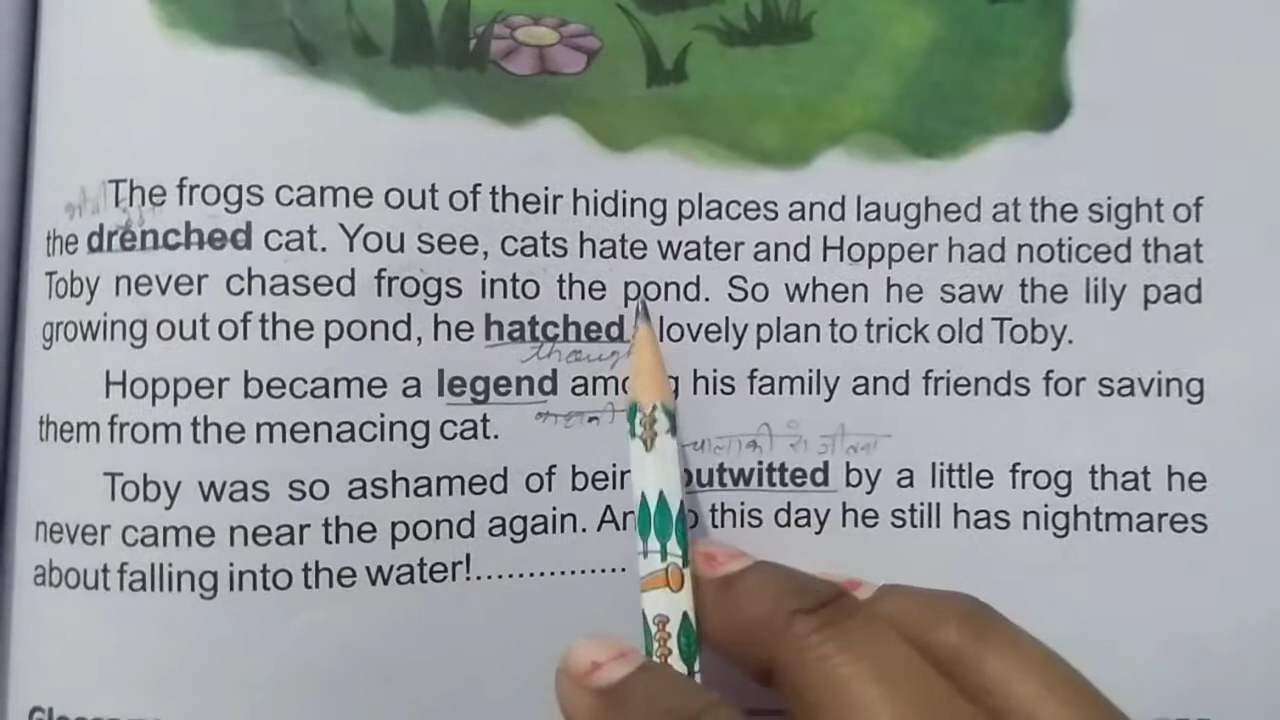 The frogs came out of their hiding places and laughed at the sight of
the drenched cat. You see, cats hate water and Hopper had noticed that
Toby never chased frogs into the pond. So when he saw the lily pad
growing out of the pond, he hatched lovely plan to trick old Toby.
Hopper became a legend his family and friends for saving
them from the menacing cat.
चालाकी से जीतना
Toby was so ashamed of outwitted by a little frog that he
never came near the pond again. this day he still has nightmares
about falling into the water!...............